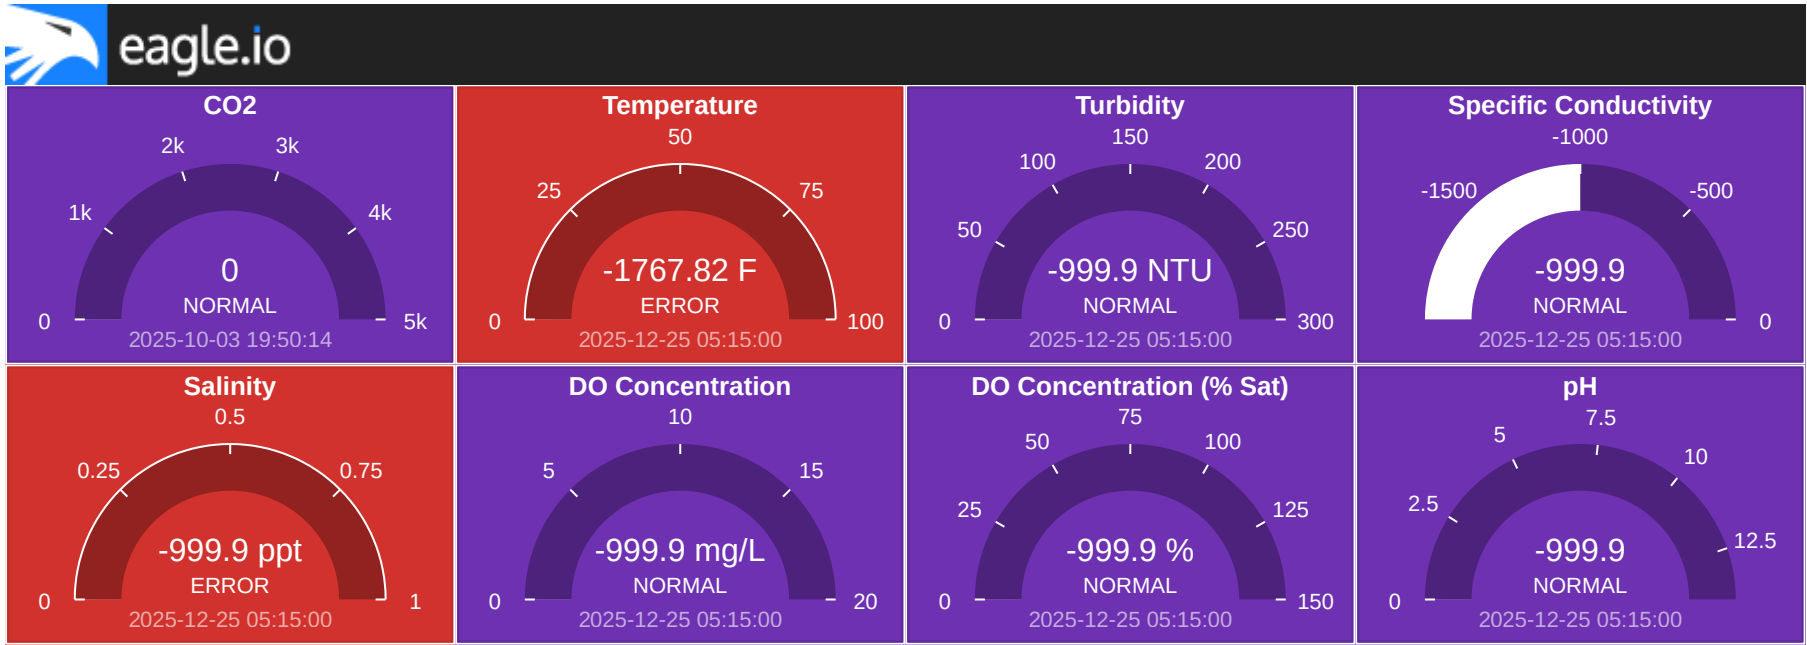 eagle.io
CO2
2k
3k
1k
4k
0
NORMAL
0
5k
2025-10-03 19:50:14
Temperature
50
25
75
-1767.82 F
ERROR
0
100
2025-12-25 05:15:00
Turbidity
150
100
200
50
250
-999.9 NTU
NORMAL
0
300
2025-12-25 05:15:00
Specific Conductivity
-1000
-1500
-500
-999.9
NORMAL
0
2025-12-25 05:15:00
Salinity
0.5
0.25
0.75
-999.9 ppt
ERROR
0
1
2025-12-25 05:15:00
DO Concentration
10
5
15
-999.9 mg/L
NORMAL
0
20
2025-12-25 05:15:00
DO Concentration (% Sat)
75
50
100
25
125
-999.9 %
NORMAL
0
150
2025-12-25 05:15:00
pH
7.5
5
10
2.5
12.5
-999.9
NORMAL
0
2025-12-25 05:15:00